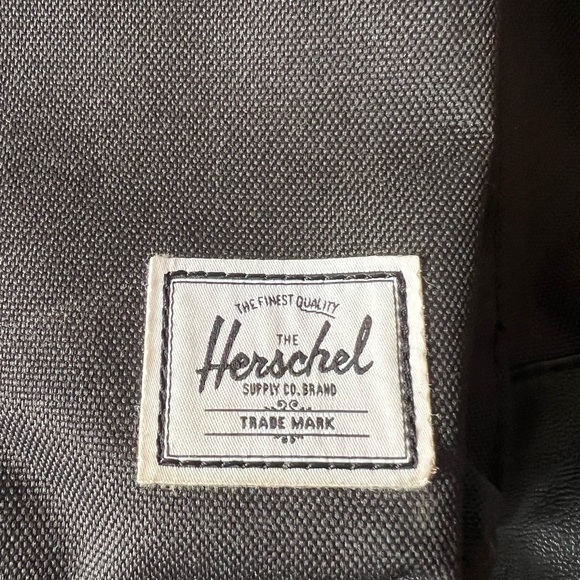 THE FINEST QUALITY
THE
Herschel
SUPPLY CO. BRAND
TRADE MARK